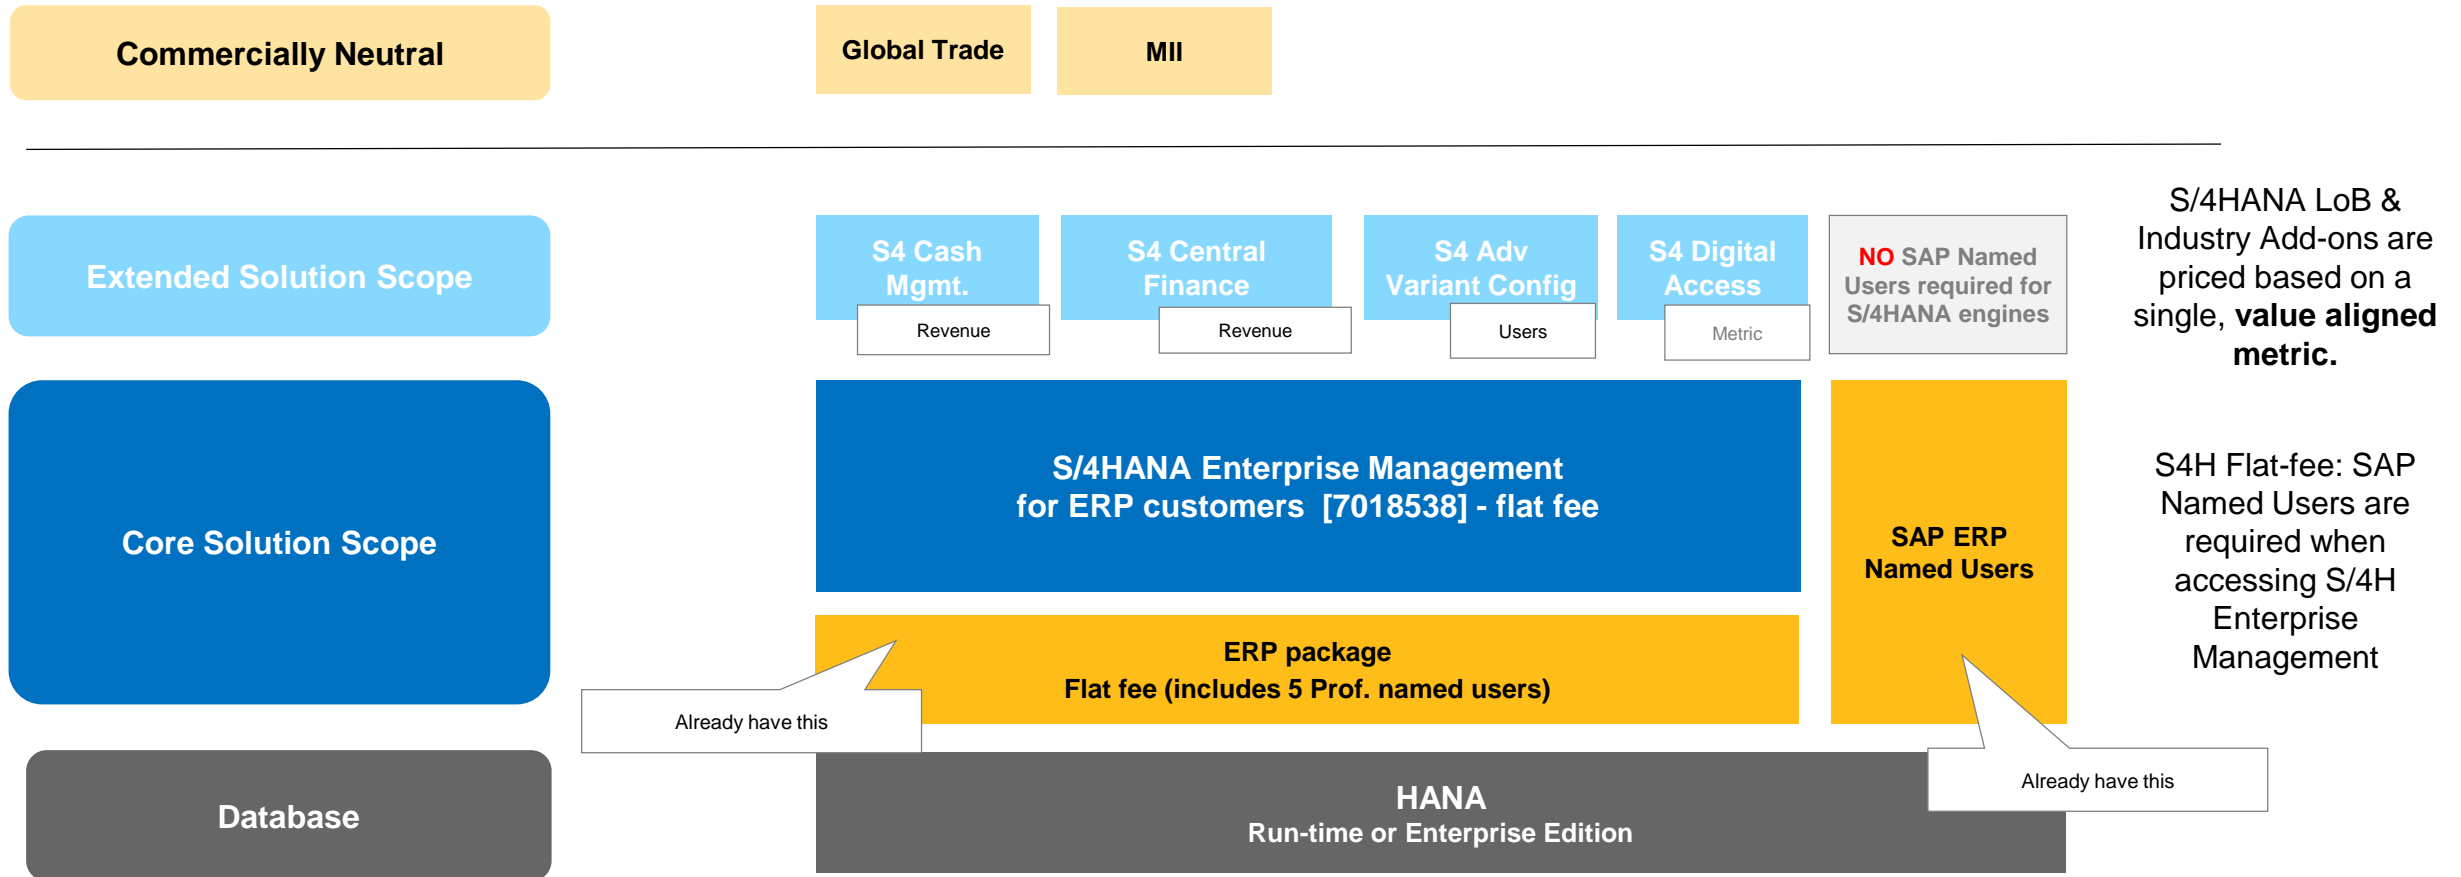 Commercially Neutral
Global Trade
MII
Extended Solution Scope
S4 Cash
Mgmt.
Revenue
S4 Central
Finance
Revenue
S4 Adv
Variant Config
Users
S4 Digital
Access
Metric
NO SAP Named
Users required for
S/4HANA engines
S/4HANA LoB &
Industry Add-ons are
priced based on a
single, value aligned
metric.
Core Solution Scope
S/4HANA Enterprise Management
for ERP customers [7018538] - flat fee
SAP ERP
Named Users
S4H Flat-fee: SAP
Named Users are
required when
accessing S/4H
Enterprise
Management
ERP package
Flat fee (includes 5 Prof. named users)
Already have this
Already have this
Database
HANA
Run-time or Enterprise Edition